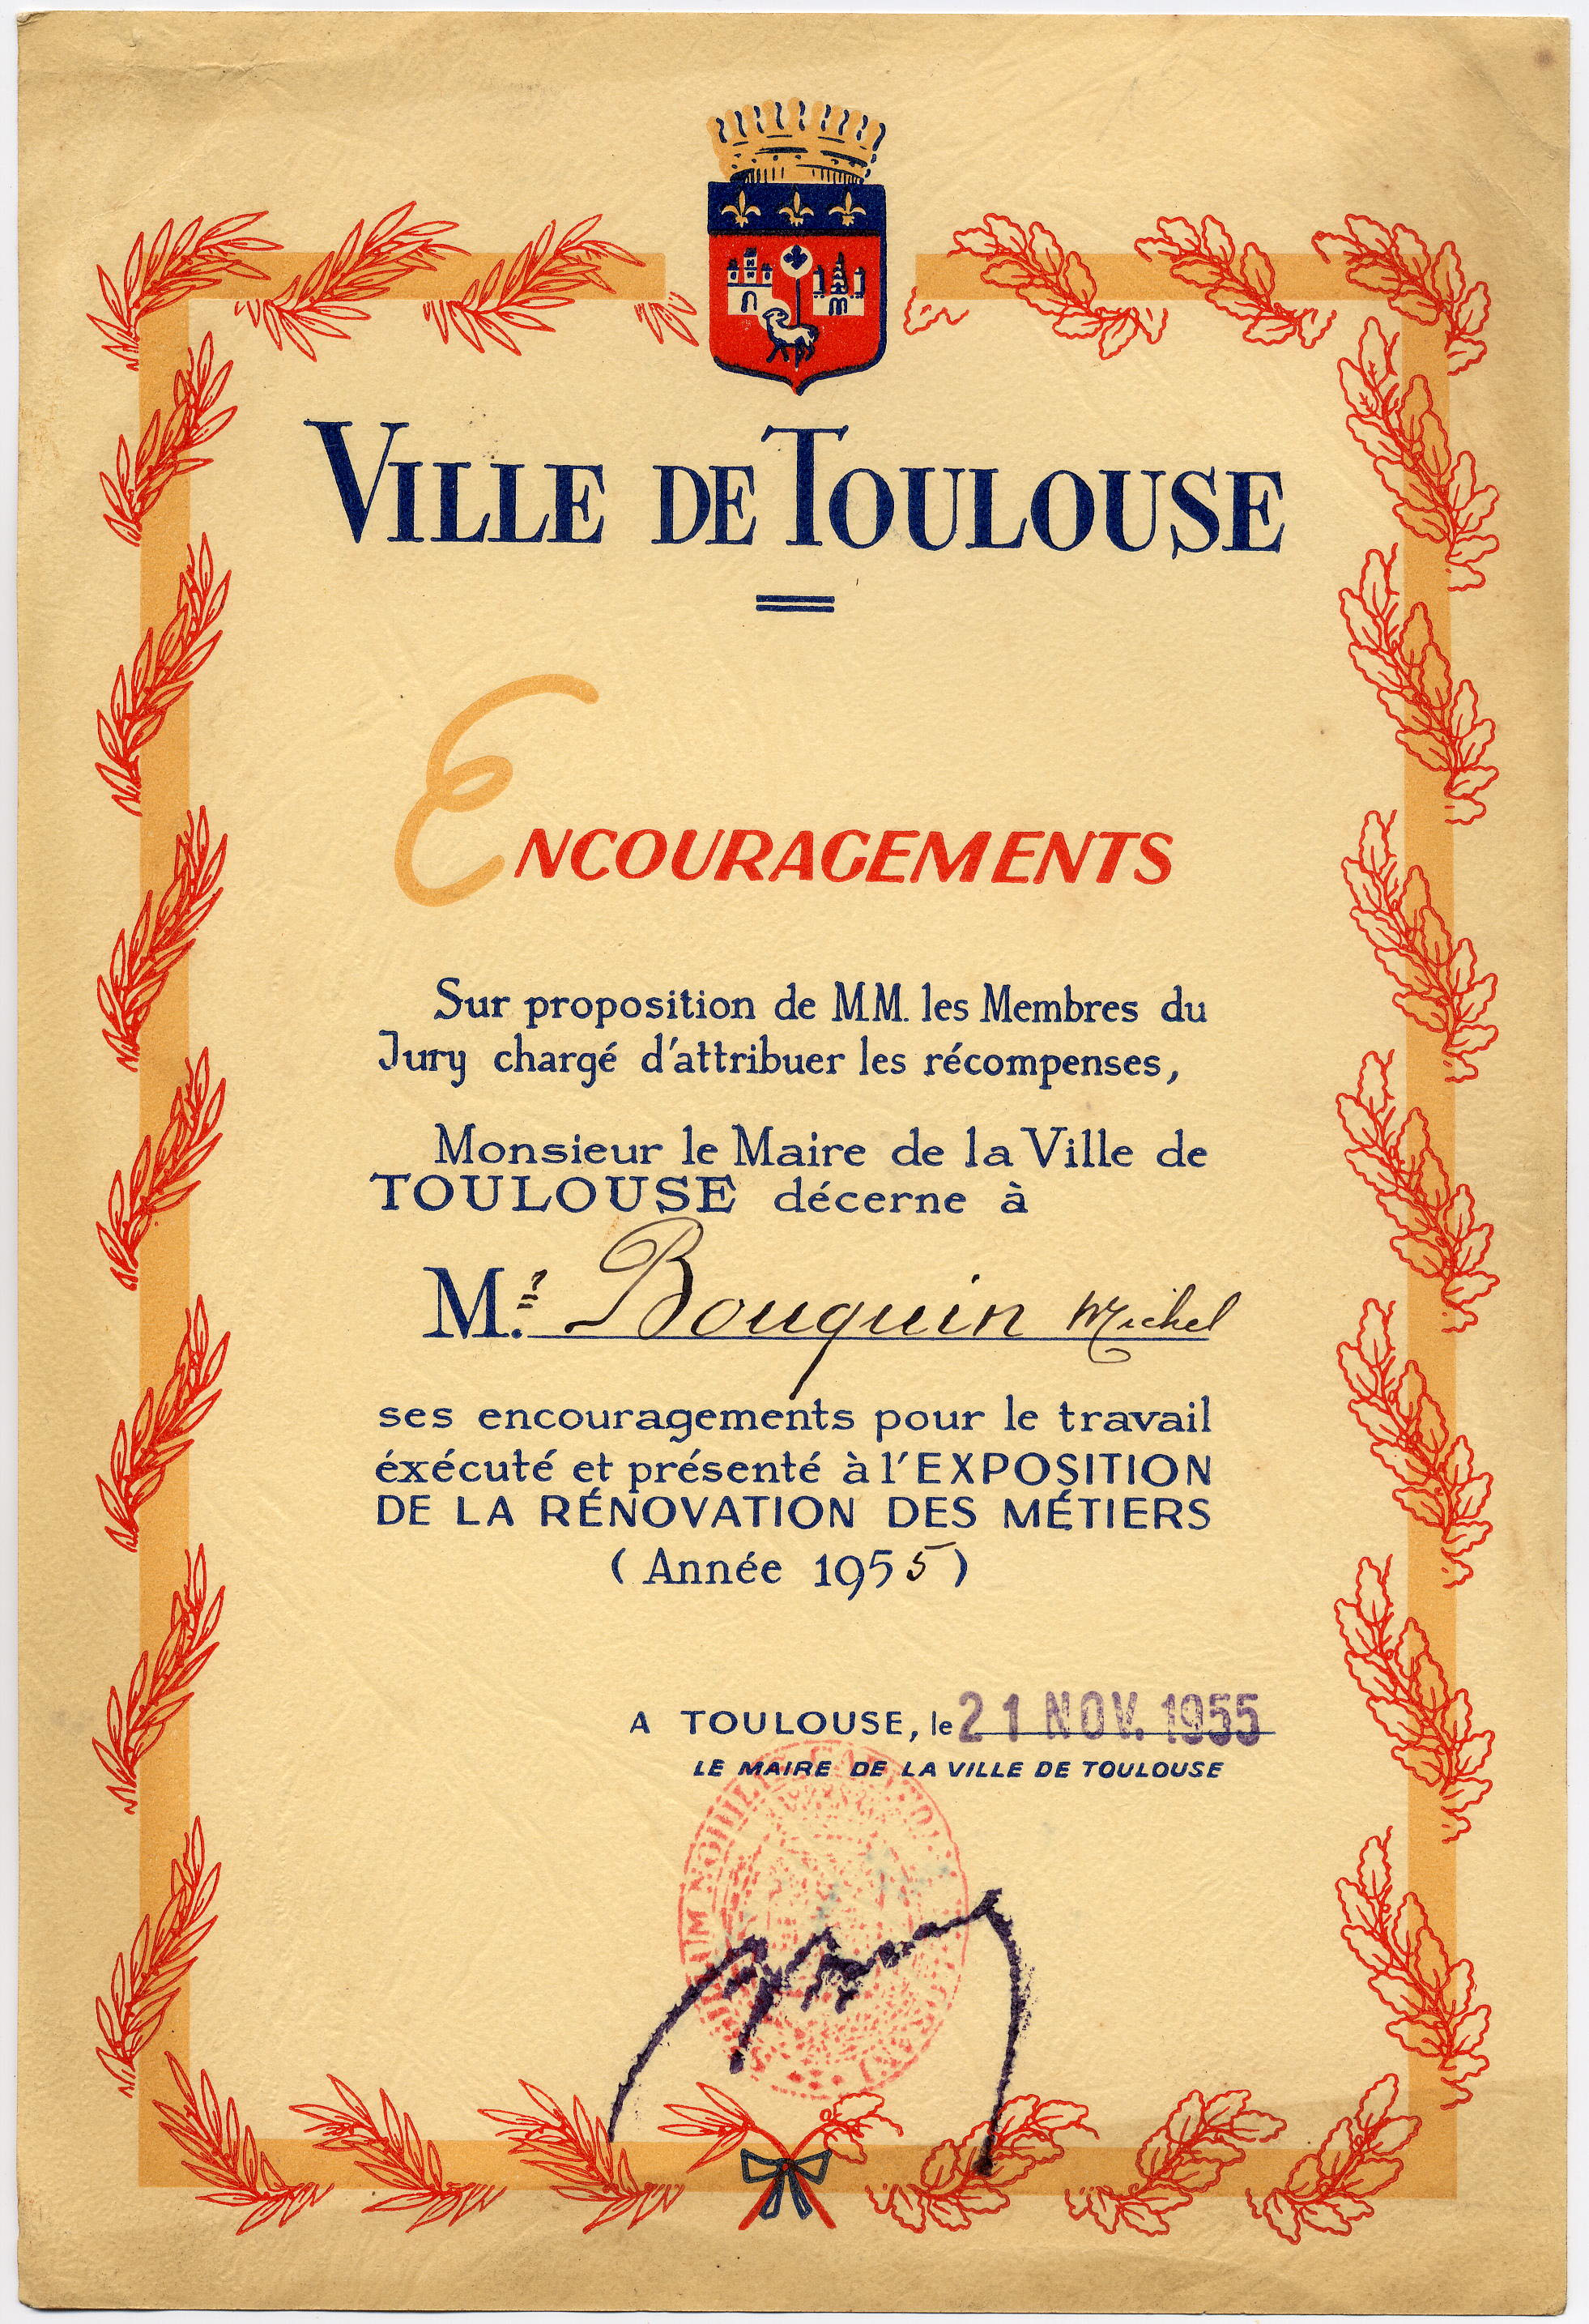 VILLE DE TOULOUSE
ENCOURAGEMENTS
Sur proposition de MM. les Membres du
Jury chargé d'attribuer les récompenses,
Monsieur le Maire de la Ville de
TOULOUSE décerne à
Mr. Bouquin Michel
ses encouragements pour le travail
éxécuté et présenté à l'EXPOSITION
DE LA RÉNOVATION DES MÉTIERS
(Année 1955)
A TOULOUSE, le 21 NOV. 1955
LE MAIRE DE LA VILLE DE TOULOUSE